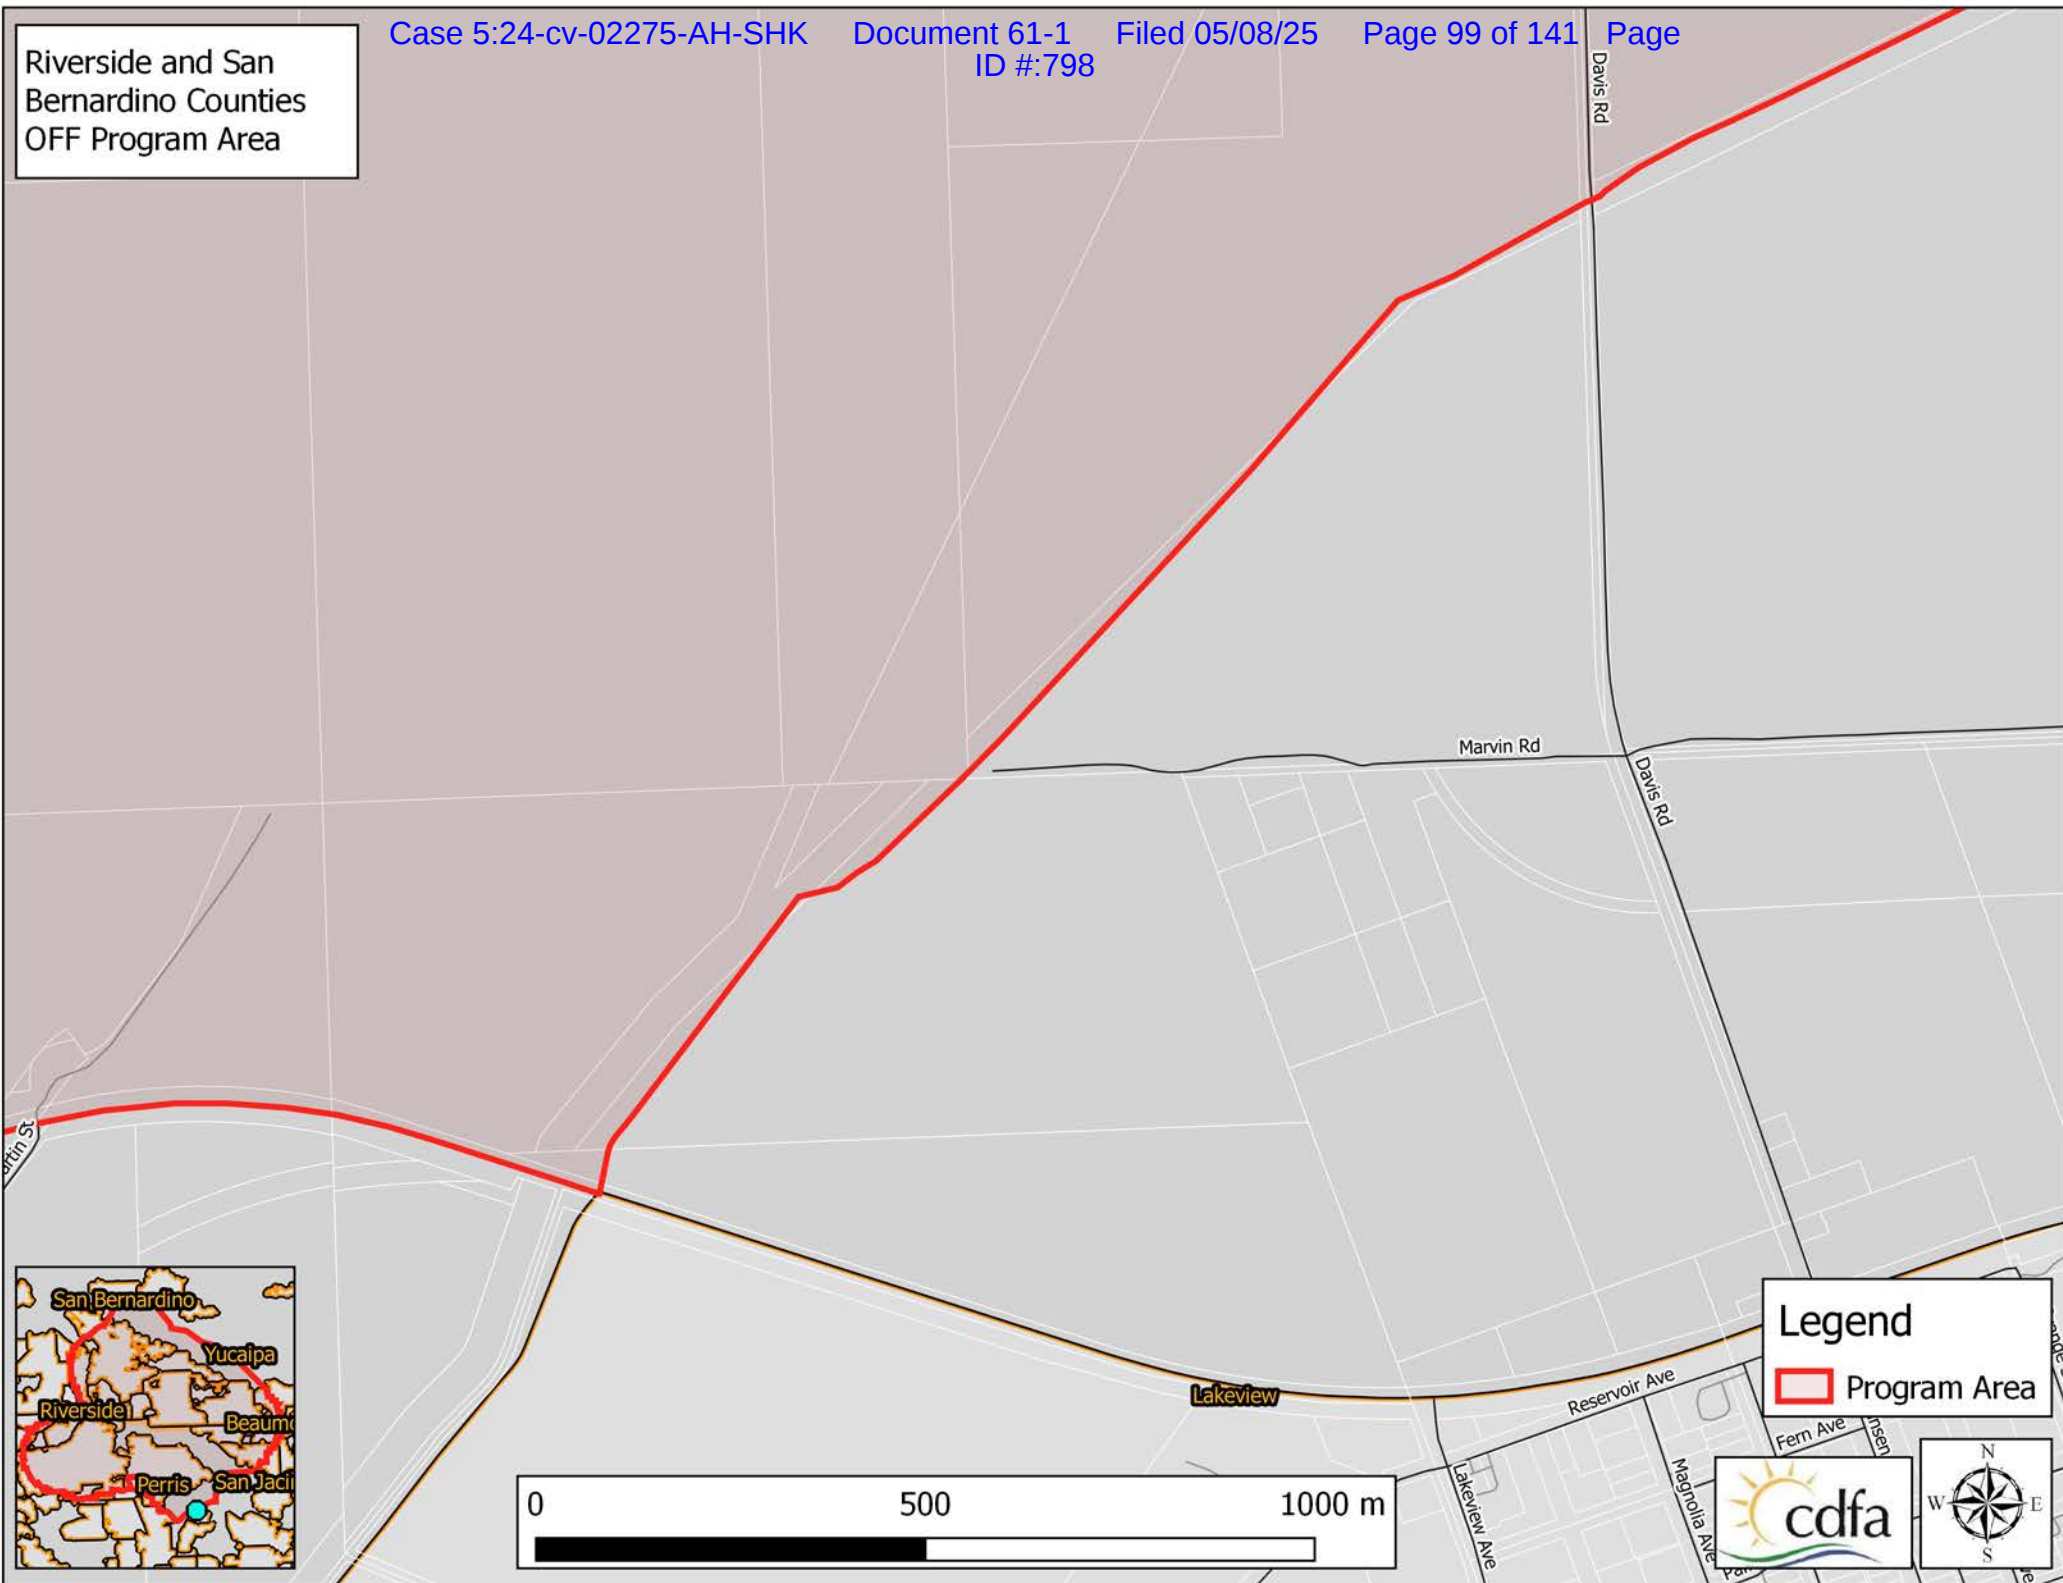 Case 5:24-cv-02275-AH-SHK Document 61-1 Filed 05/08/25 Page 99 of 141 Page
ID #:798
Riverside and San
Bernardino Counties
OFF Program Area
Davis Rd
Marvin Rd
Davis Rd
Lakeview
Reservoir Ave
Fern Ave
Lakeview Ave
Magnolia Ave
San Bernardino
Yucaipa
Riverside
Perris
0 500 1000 m
Legend
Program Area
cdfa
N
W E
S